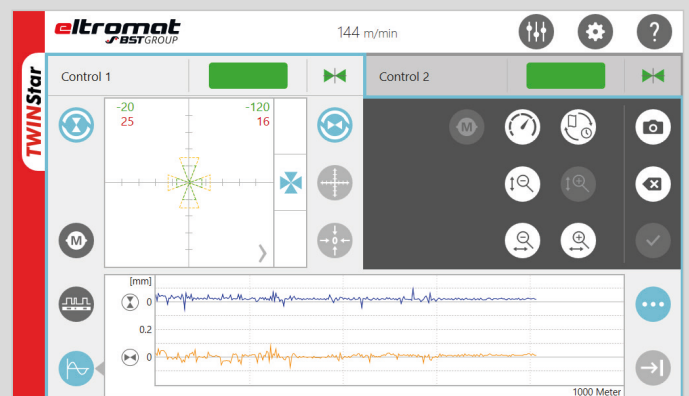 eltromat
BST GROUP
144 m/min
?
TWINStar
Control 1
Control 2
-20 -120
25 16
M
M
0
[mm]
0
0.2
0
1000 Meter